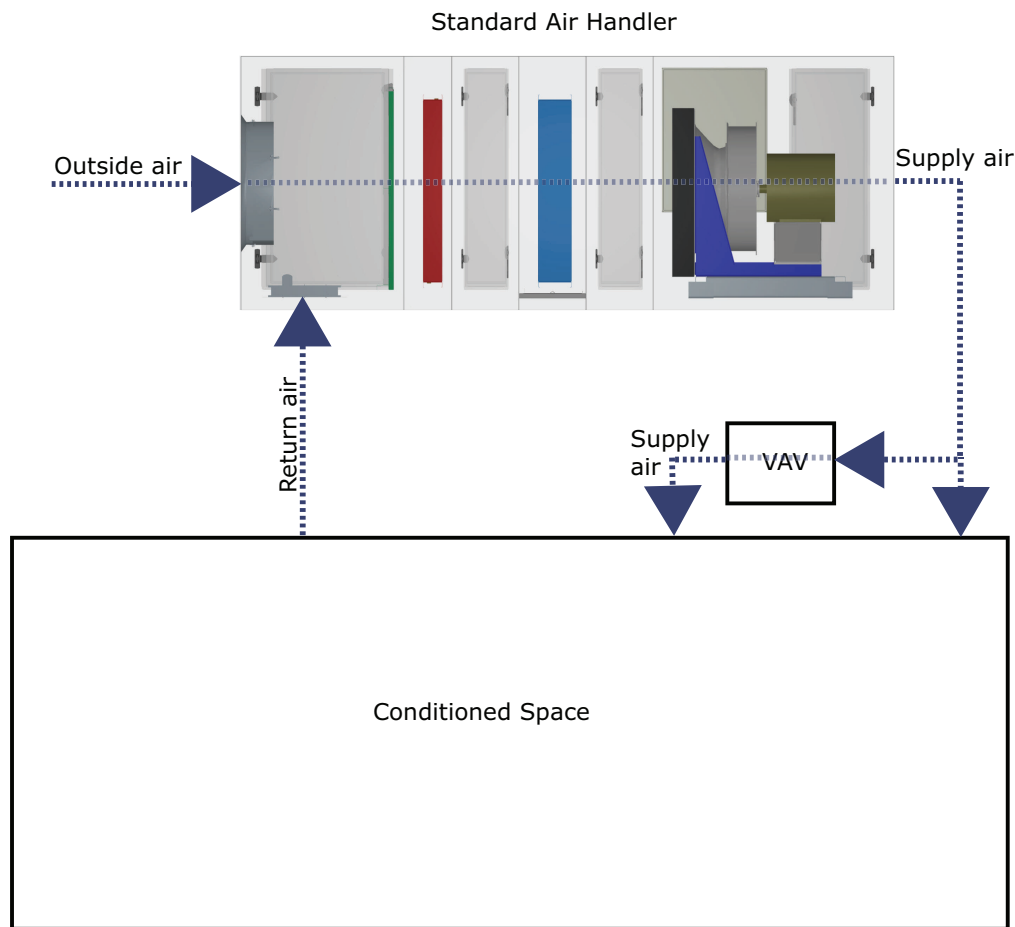 Standard Air Handler
Outside air
Supply air
Return air
Supply
air
VAV
Conditioned Space